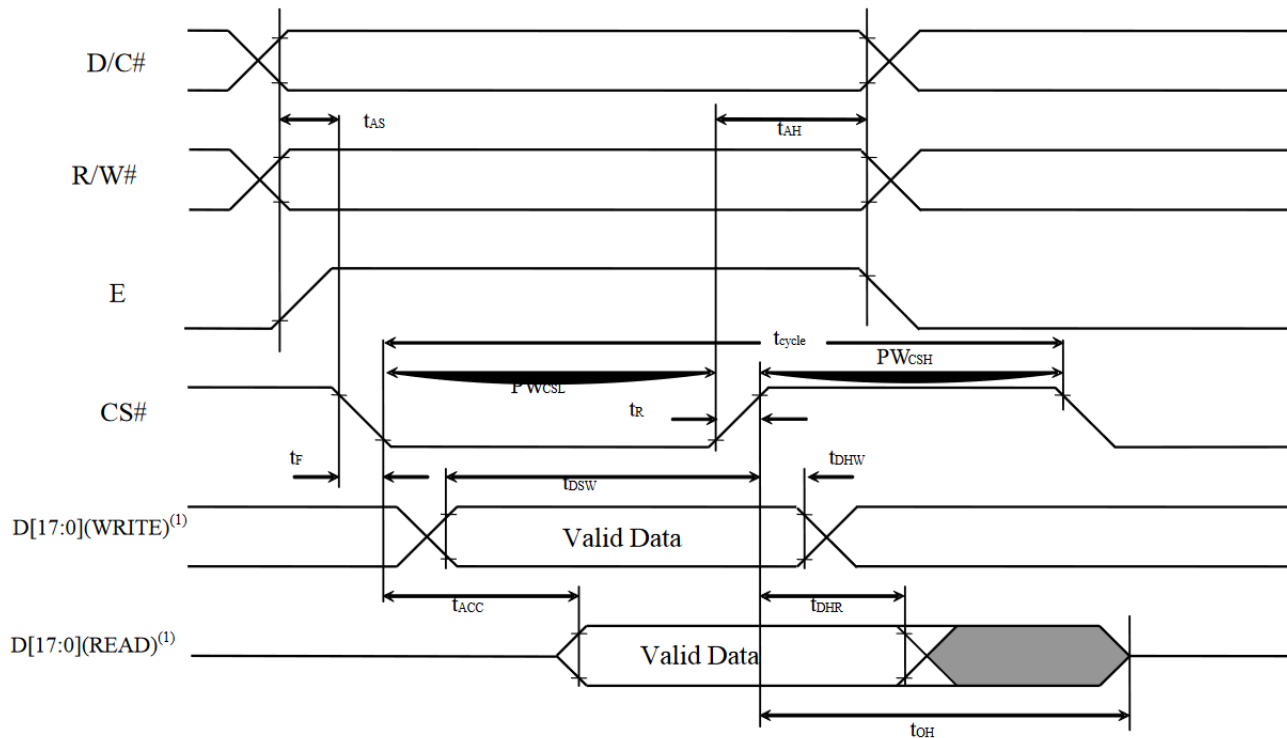 D/C#
tAS
tAH
R/W#
E
tcycle
PWCSH
PWCSL
CS#
tR
tF
tDSW
tDHW
D[17:0](WRITE)(1)
Valid Data
tACC
tDHR
D[17:0](READ)(1)
Valid Data
tOH